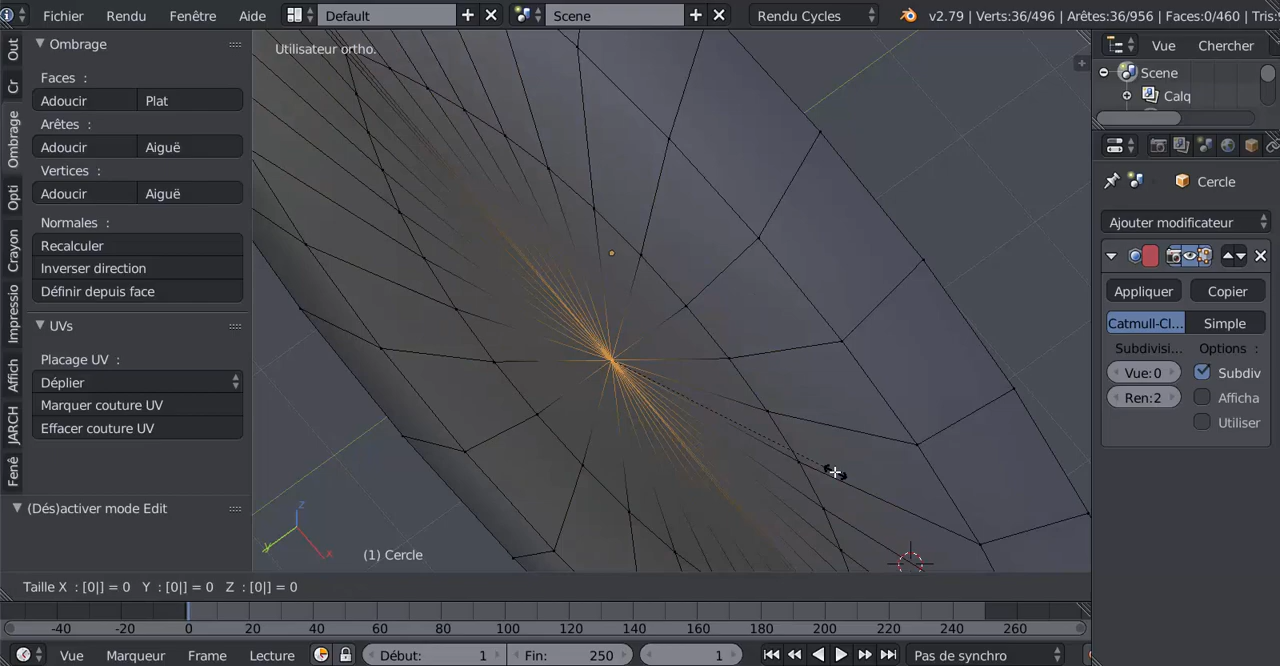 Fichier Rendu Fenêtre Aide Default Scene Rendu Cycles v2.79 | Verts:36/496 | Arêtes:36/956 | Faces:0/460 | Tris:
Out
Cr
Ombrage
Opti
Crayon
Impressio
Affich
JARCH
Fenê
Ombrage
Faces :
Adoucir Plat
Arêtes :
Adoucir Aiguë
Vertices :
Adoucir Aiguë
Normales :
Recalculer
Inverser direction
Définir depuis face
UVs
Placage UV :
Déplier
Marquer couture UV
Effacer couture UV
(Dés)activer mode Edit
Utilisateur ortho.
z
y
x
(1) Cercle
Taille X : [0|] = 0 Y : [0|] = 0 Z : [0|] = 0
Vue Chercher
Scene
Calq
Cercle
Ajouter modificateur
Appliquer Copier
Catmull-Cl... Simple
Subdivisi... Options :
Vue:0 Subdiv
Ren:2 Afficha
Utiliser
-40 -20 0 20 40 60 80 100 120 140 160 180 200 220 240 260
Vue Marqueur Frame Lecture Début: 1 Fin: 250 1 Pas de synchro